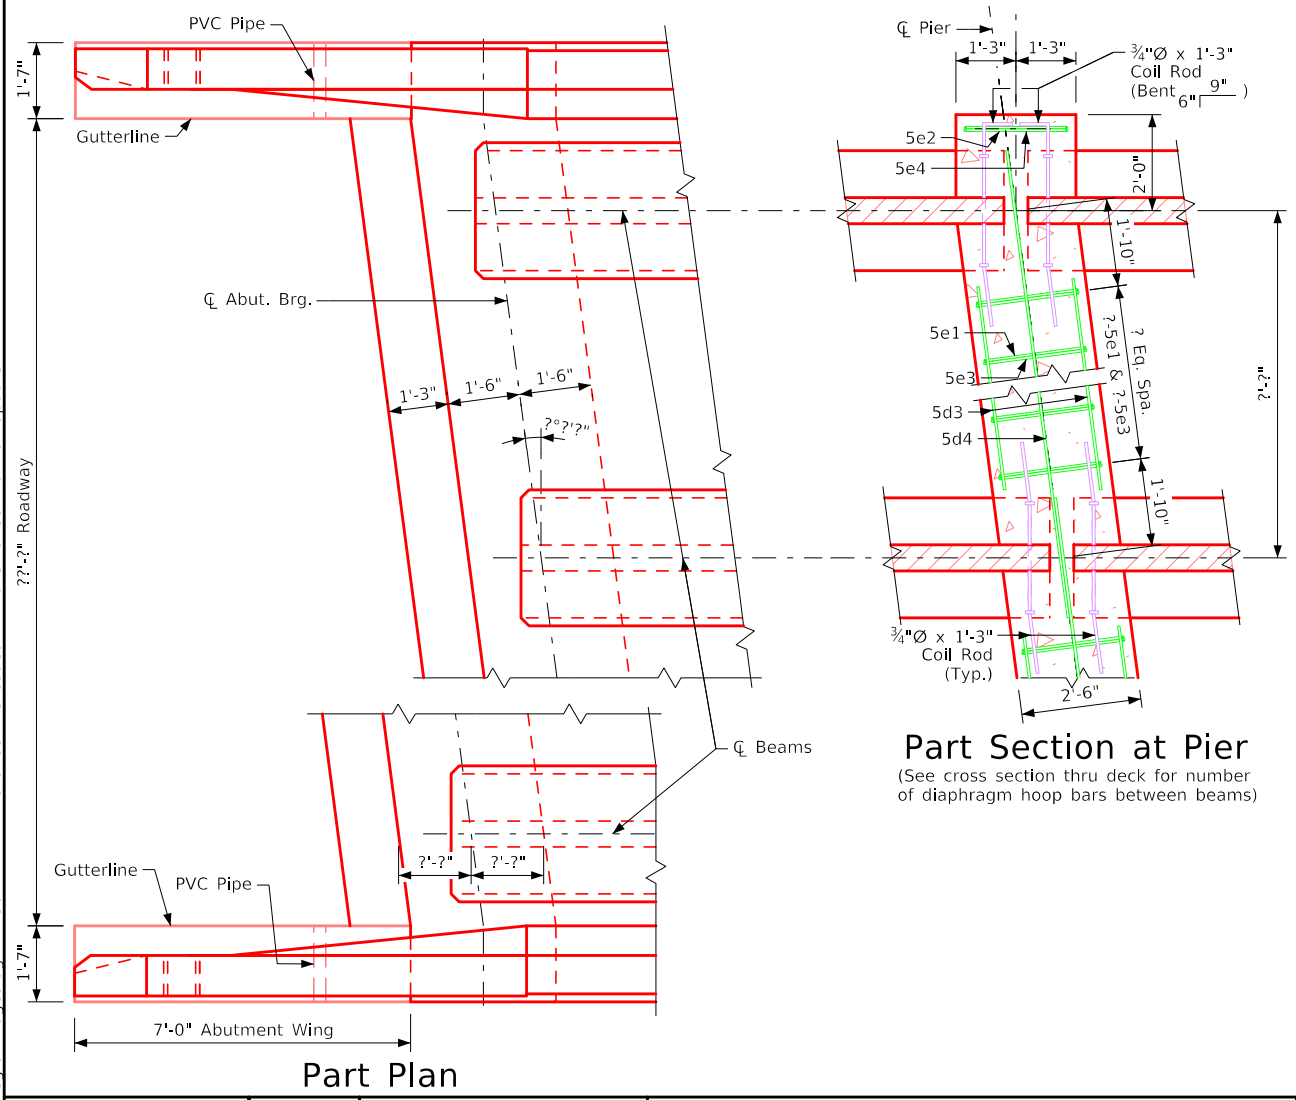 PVC Pipe
1'-7"
Gutterline
℄ Abut. Brg.
1'-3"
1'-6"
1'-6"
?°?'?"
??'-?" Roadway
℄ Beams
?'-?"
?'-?"
Gutterline
PVC Pipe
1'-7"
7'-0" Abutment Wing
Part Plan
℄ Pier
1'-3"
1'-3"
¾"Ø x 1'-3"
Coil Rod
(Bent 6" 9" )
5e2
5e4
2'-0"
1'-10"
5e1
5e3
? Eq. Spa.
?-5e1 & ?-5e3
?'-?"
5d3
5d4
1'-10"
¾"Ø x 1'-3"
Coil Rod
(Typ.)
2'-6"
Part Section at Pier
(See cross section thru deck for number
of diaphragm hoop bars between beams)